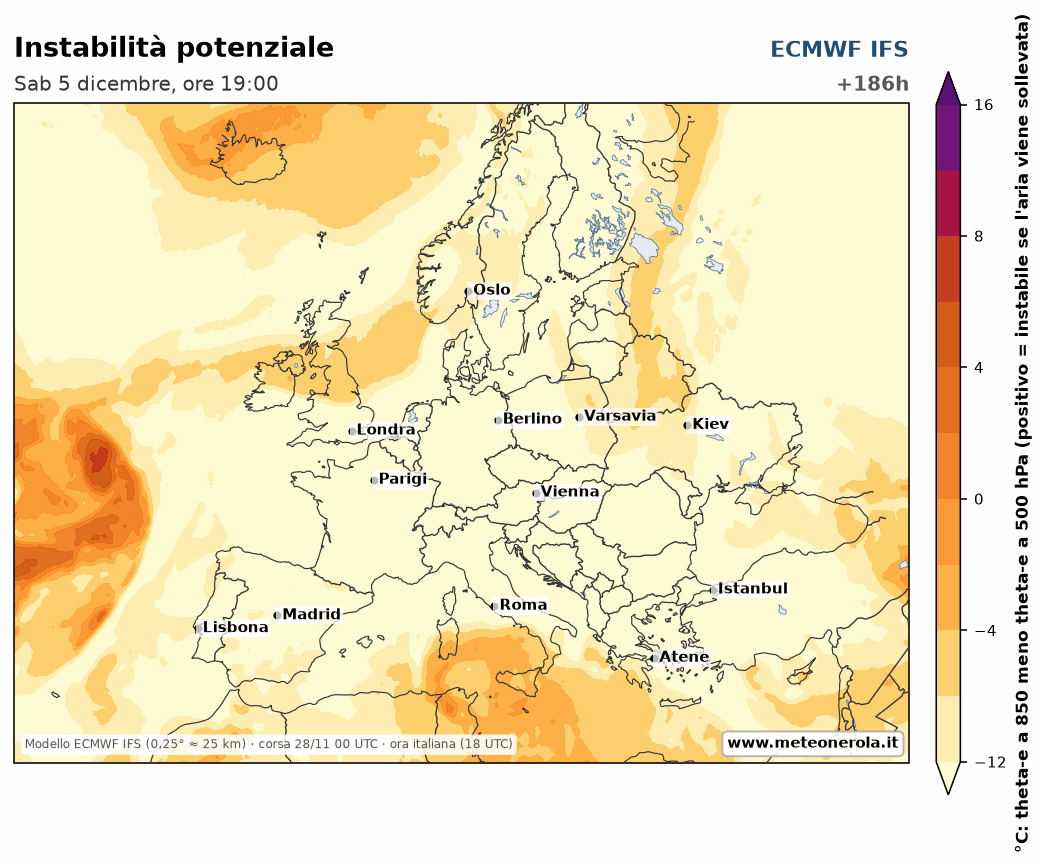 Instabilità potenziale
ECMWF IFS
Sab 5 dicembre, ore 19:00
+186h
Oslo
Berlino
Varsavia
Kiev
Londra
Parigi
Vienna
Istanbul
Roma
Madrid
Lisbona
Atene
Modello ECMWF IFS (0,25° ≈ 25 km) · corsa 28/11 00 UTC · ora italiana (18 UTC)
www.meteonerola.it
16
8
4
0
−4
−12
°C: theta-e a 850 meno theta-e a 500 hPa (positivo = instabile se l'aria viene sollevata)